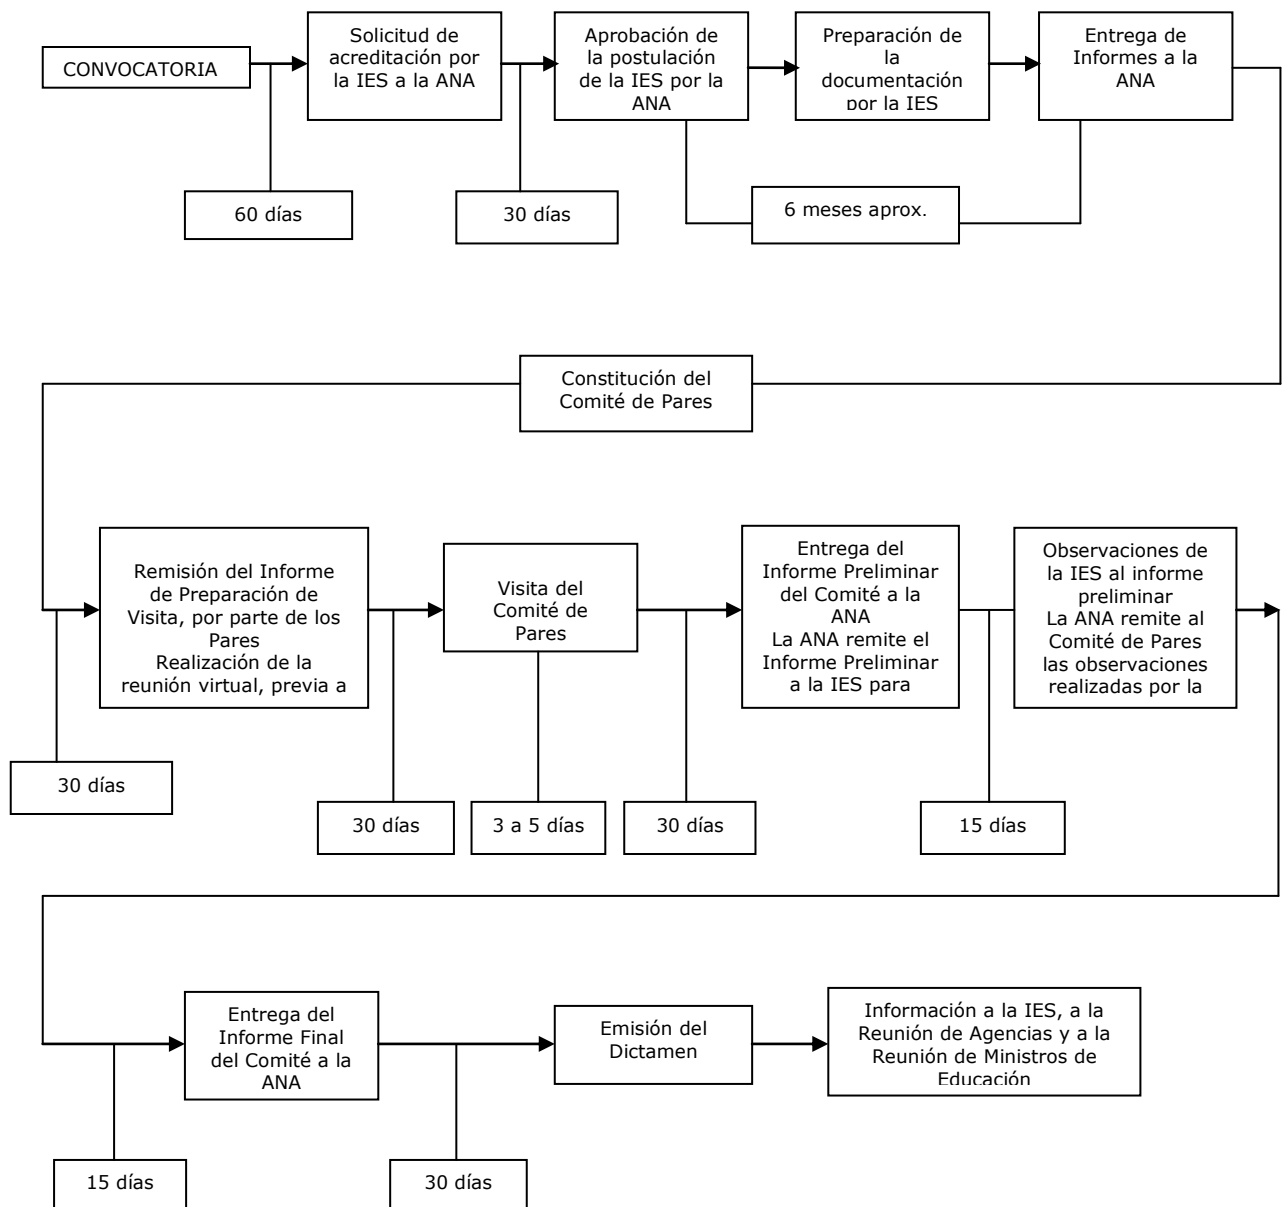 CONVOCATORIA
Solicitud de
acreditación por
la IES a la ANA
Aprobación de
la postulación
de la IES por la
ANA
Preparación de
la
documentación
por la IES
Entrega de
Informes a la
ANA
60 días
30 días
6 meses aprox.
Constitución del
Comité de Pares
Remisión del Informe
de Preparación de
Visita, por parte de los
Pares
Realización de la
reunión virtual, previa a
Visita del
Comité de
Pares
Entrega del
Informe Preliminar
del Comité a la
ANA
La ANA remite el
Informe Preliminar
a la IES para
Observaciones de
la IES al informe
preliminar
La ANA remite al
Comité de Pares
las observaciones
realizadas por la
30 días
30 días
3 a 5 días
30 días
15 días
Entrega del
Informe Final
del Comité a la
ANA
Emisión del
Dictamen
Información a la IES, a la
Reunión de Agencias y a la
Reunión de Ministros de
Educación
15 días
30 días